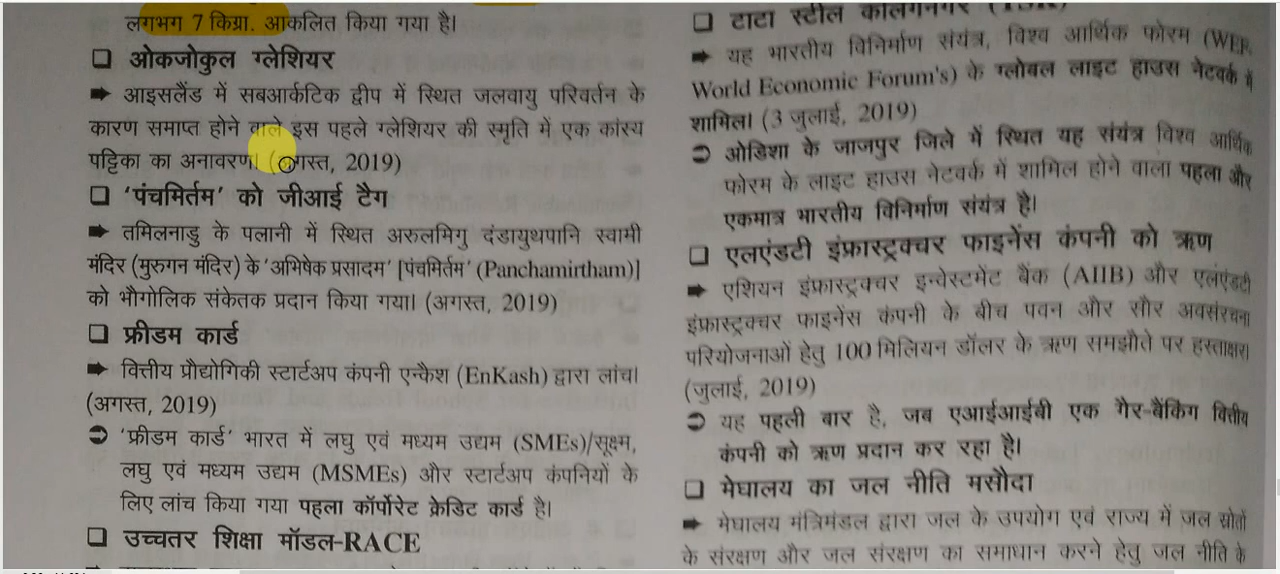 लगभग 7 किग्रा. आकलित किया गया है।
❑ ओकजोकुल ग्लेशियर
➡ आइसलैंड में सबआर्कटिक द्वीप में स्थित जलवायु परिवर्तन के
कारण समाप्त होने वाले इस पहले ग्लेशियर की स्मृति में एक कांस्य
पट्टिका का अनावरण। (अगस्त, 2019)
❑ 'पंचमिर्तम' को जीआई टैग
➡ तमिलनाडु के पलानी में स्थित अरुलमिगु दंडायुथपानि स्वामी
मंदिर (मुरुगन मंदिर) के 'अभिषेक प्रसादम' [पंचमिर्तम' (Panchamirtham)]
को भौगोलिक संकेतक प्रदान किया गया। (अगस्त, 2019)
❑ फ्रीडम कार्ड
➡ वित्तीय प्रौद्योगिकी स्टार्टअप कंपनी एन्कैश (EnKash) द्वारा लांच।
(अगस्त, 2019)
➲ 'फ्रीडम कार्ड' भारत में लघु एवं मध्यम उद्यम (SMEs)/सूक्ष्म,
लघु एवं मध्यम उद्यम (MSMEs) और स्टार्टअप कंपनियों के
लिए लांच किया गया पहला कॉर्पोरेट क्रेडिट कार्ड है।
❑ उच्चतर शिक्षा मॉडल-RACE
❑ टाटा स्टील कलिंगनगर
➡ यह भारतीय विनिर्माण संयंत्र, विश्व आर्थिक फोरम (WEF,
World Economic Forum's) के ग्लोबल लाइट हाउस नेटवर्क में
शामिल। (3 जुलाई, 2019)
➲ ओडिशा के जाजपुर जिले में स्थित यह संयंत्र विश्व आर्थिक
फोरम के लाइट हाउस नेटवर्क में शामिल होने वाला पहला और
एकमात्र भारतीय विनिर्माण संयंत्र है।
❑ एलएंडटी इंफ्रास्ट्रक्चर फाइनेंस कंपनी को ऋण
➡ एशियन इंफ्रास्ट्रक्चर इन्वेस्टमेंट बैंक (AIIB) और एलएंडटी
इंफ्रास्ट्रक्चर फाइनेंस कंपनी के बीच पवन और सौर अवसंरचना
परियोजनाओं हेतु 100 मिलियन डॉलर के ऋण समझौते पर हस्ताक्षर।
(जुलाई, 2019)
➲ यह पहली बार है, जब एआईआईबी एक गैर-बैंकिंग वित्तीय
कंपनी को ऋण प्रदान कर रहा है।
❑ मेघालय का जल नीति मसौदा
➡ मेघालय मंत्रिमंडल द्वारा जल के उपयोग एवं राज्य में जल स्रोतों
के संरक्षण और जल संरक्षण का समाधान करने हेतु जल नीति के